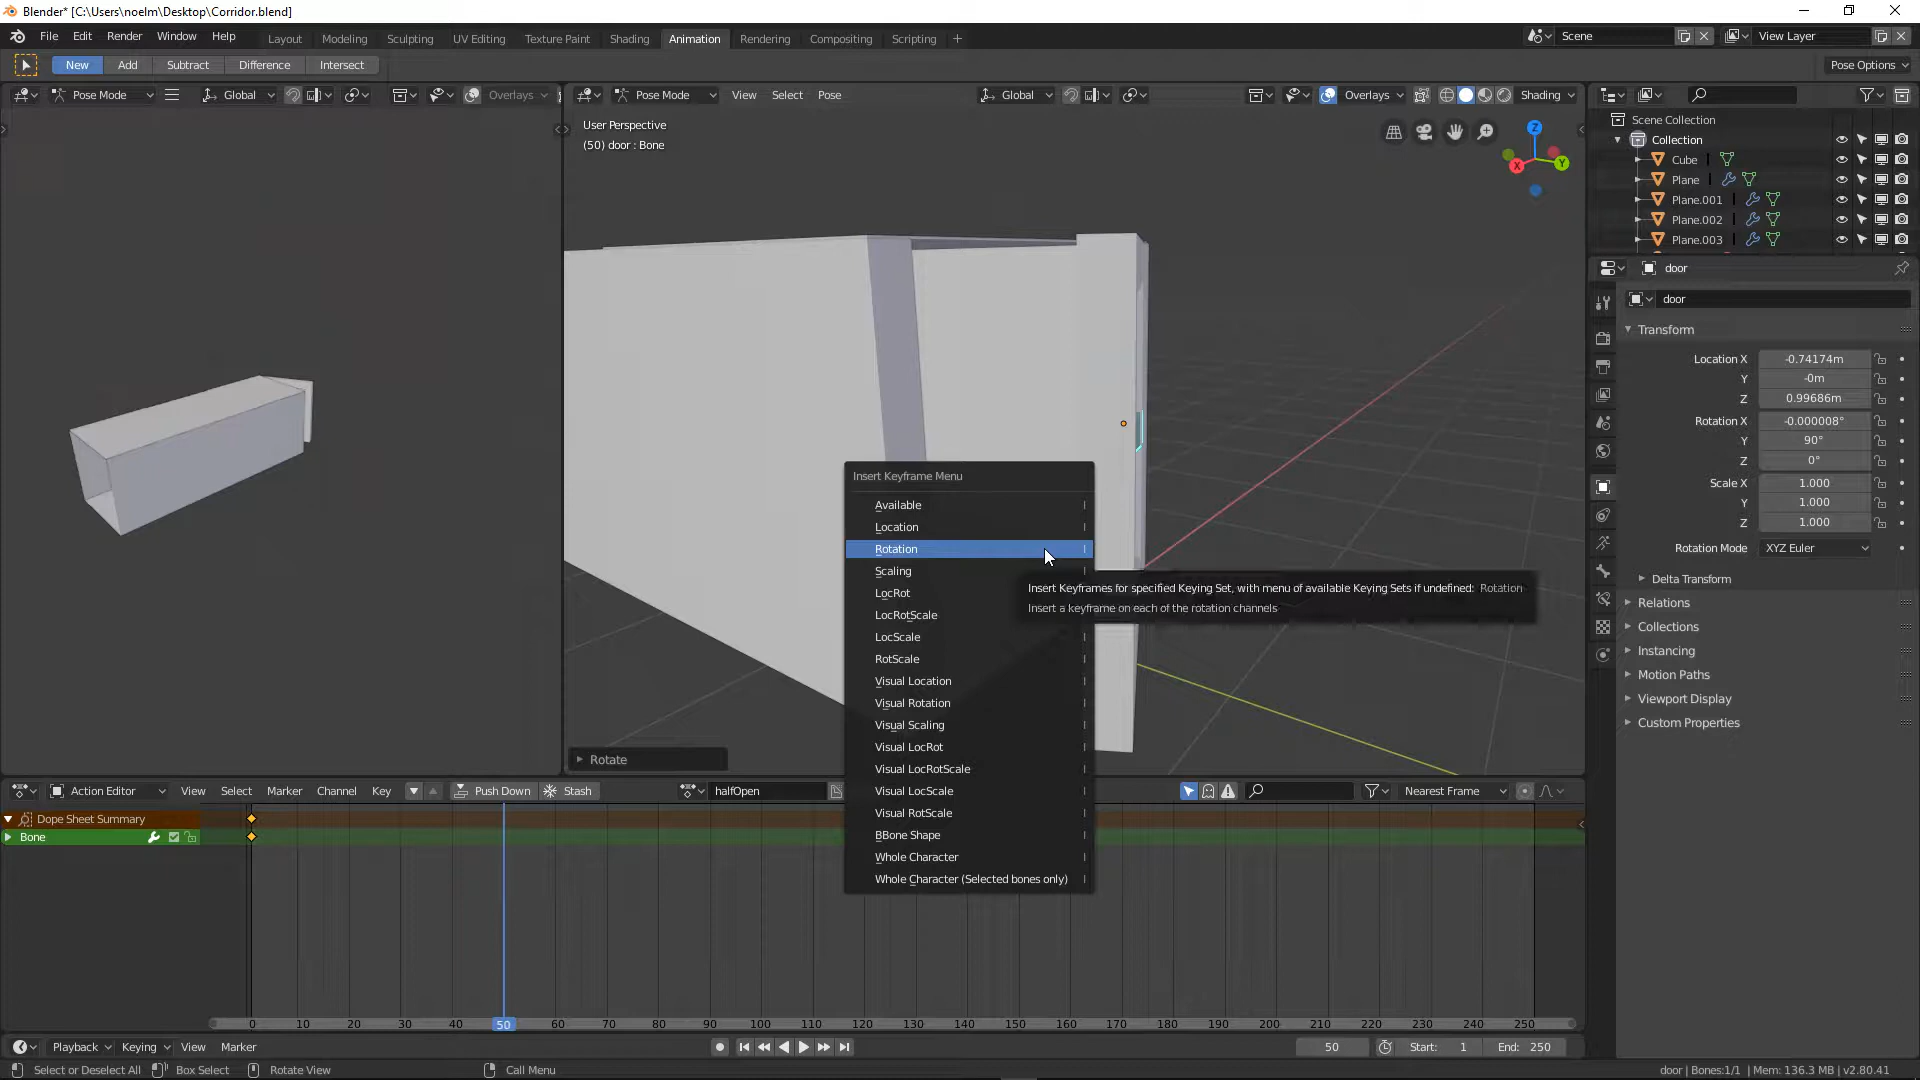 Blender* [C:\Users\noelm\Desktop\Corridor.blend]
File Edit Render Window Help
Layout Modeling Sculpting UV Editing Texture Paint Shading Animation Rendering Compositing Scripting +
Scene View Layer
New Add Subtract Difference Intersect Pose Options
Pose Mode Global Overlays
Pose Mode View Select Pose Global Overlays Shading
User Perspective
(50) door : Bone
Z
X
Y
Scene Collection
Collection
Cube
Plane
Plane.001
Plane.002
Plane.003
door
door
Transform
Location X -0.74174m
Y -0m
Z 0.99686m
Rotation X -0.000008°
Y 90°
Z 0°
Scale X 1.000
Y 1.000
Z 1.000
Rotation Mode XYZ Euler
Delta Transform
Relations
Collections
Instancing
Motion Paths
Viewport Display
Custom Properties
Insert Keyframe Menu
Available I
Location I
Rotation I
Scaling I
LocRot I
LocRotScale I
LocScale I
RotScale I
Visual Location I
Visual Rotation I
Visual Scaling I
Visual LocRot I
Visual LocRotScale I
Visual LocScale I
Visual RotScale I
BBone Shape I
Whole Character I
Whole Character (Selected bones only) I
Insert Keyframes for specified Keying Set, with menu of available Keying Sets if undefined: Rotation
Insert a keyframe on each of the rotation channels
Rotate
Action Editor View Select Marker Channel Key Push Down Stash halfOpen Nearest Frame
Dope Sheet Summary
Bone
0 10 20 30 40 50 60 70 80 90 100 110 120 130 140 150 160 170 180 190 200 210 220 230 240 250
Playback Keying View Marker 50 Start: 1 End: 250
Select or Deselect All Box Select Rotate View Call Menu door | Bones:1/1 | Mem: 136.3 MB | v2.80.41